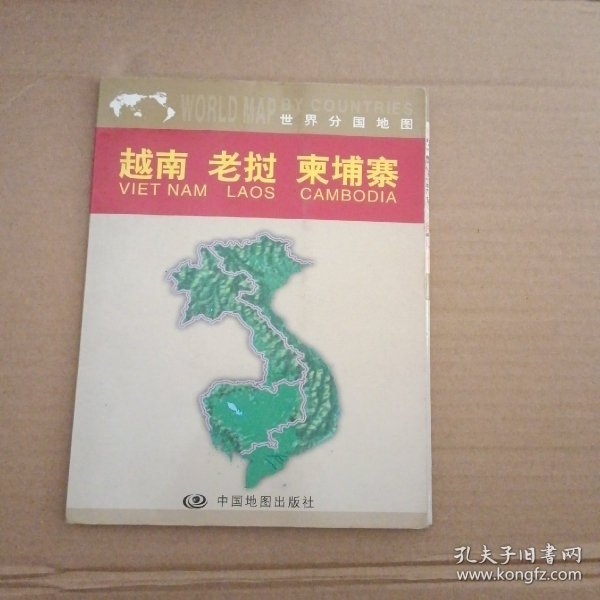 WORLD MAP BY COUNTRIES
世界分国地图
越南 老挝 柬埔寨
VIET NAM LAOS CAMBODIA
中国地图出版社
孔夫子旧书网
www.kongfz.com